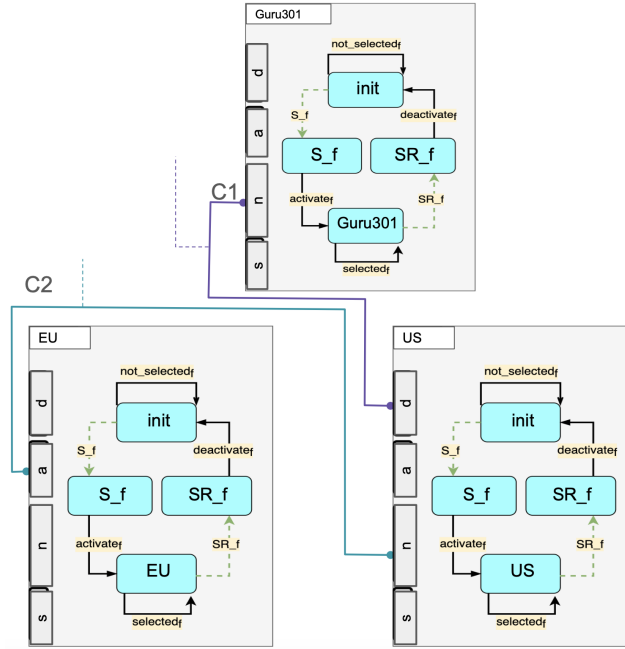 Guru301
not_selectedf
d
init
S_f
deactivatef
a
S_f
SR_f
C1
n
activatef
SR_f
Guru301
s
selectedf
C2
EU
not_selectedf
d
init
S_f
deactivatef
a
S_f
SR_f
n
activatef
SR_f
EU
s
selectedf
US
not_selectedf
d
init
S_f
deactivatef
a
S_f
SR_f
n
activatef
SR_f
US
s
selectedf